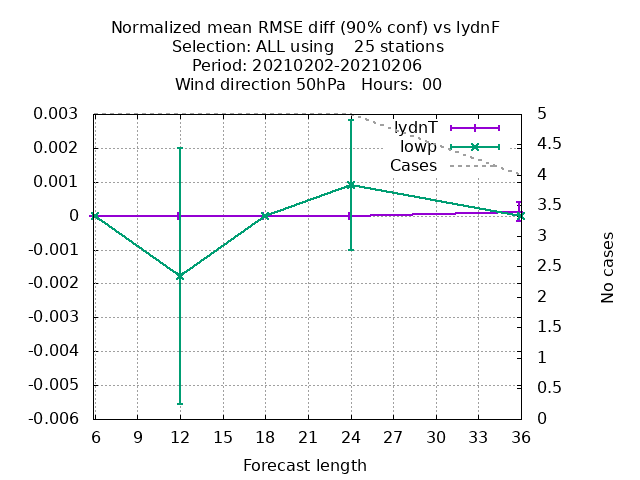 Normalized mean RMSE diff (90% conf) vs lydnF
Selection: ALL using 25 stations
Period: 20210202-20210206
Wind direction 50hPa Hours: 00
0.003
0.002
0.001
0
-0.001
-0.002
-0.003
-0.004
-0.005
-0.006
lydnT
lowp
Cases
5
4.5
4
3.5
3
2.5
2
1.5
1
0.5
0
No cases
6 9 12 15 18 21 24 27 30 33 36
Forecast length